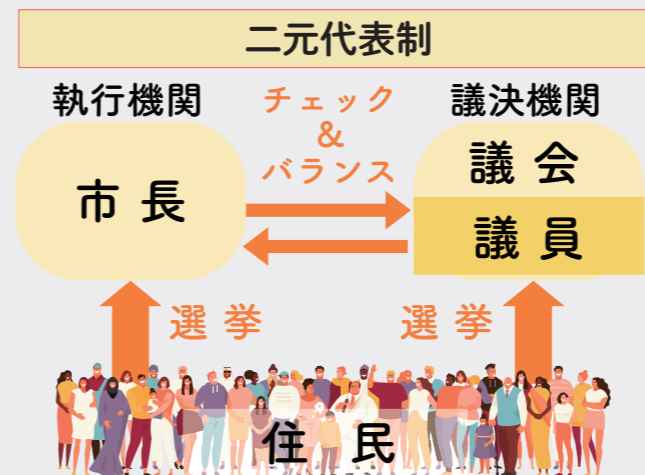 二元代表制
執行機関
チェック
&
バランス
議決機関
市長
議会
議員
選挙
選挙
住民